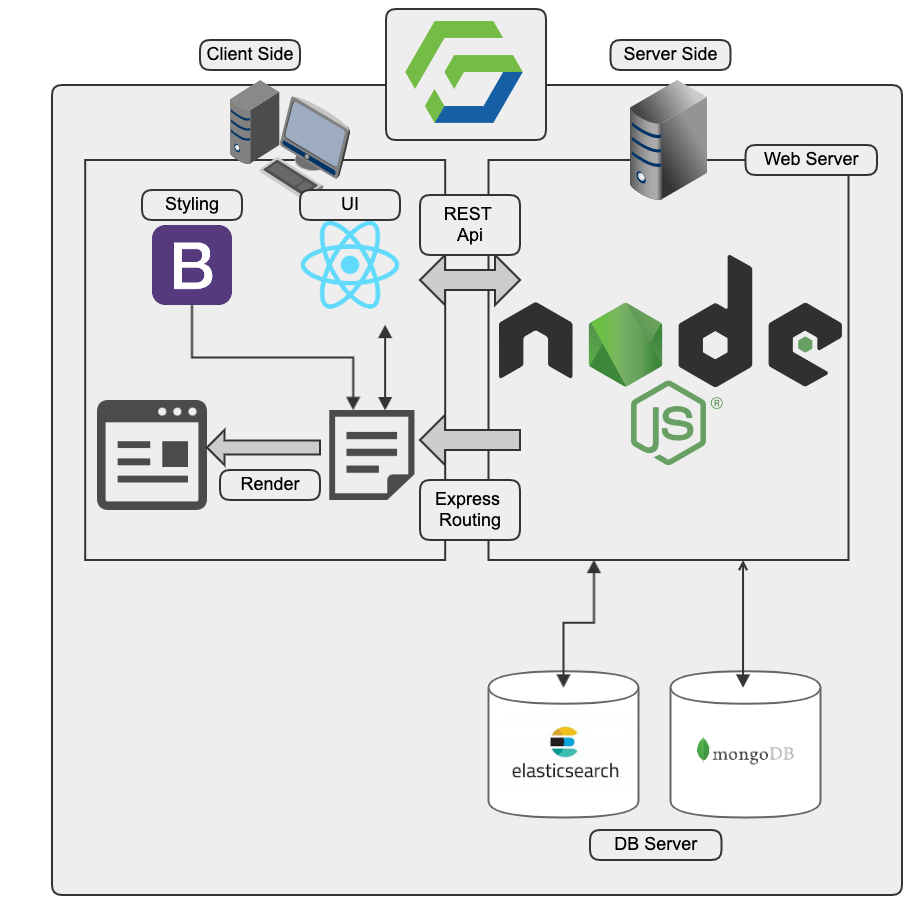 Client Side
Server Side
Web Server
Styling
UI
REST
Api
B
node
JS®
Render
Express
Routing
elasticsearch
mongoDB
DB Server